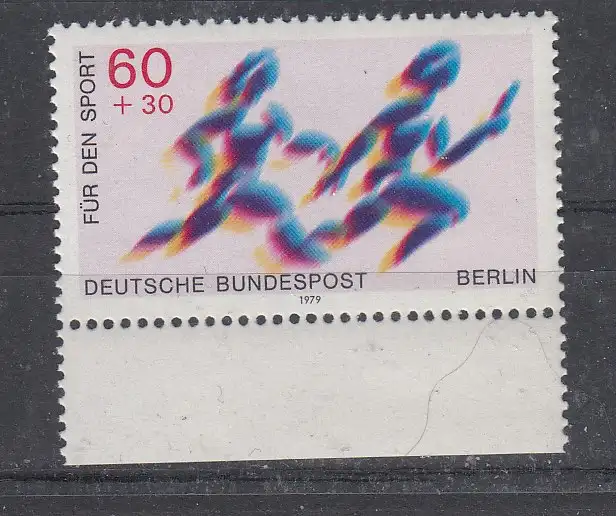 FÜR DEN SPORT
60
+ 30
DEUTSCHE BUNDESPOST BERLIN
1979